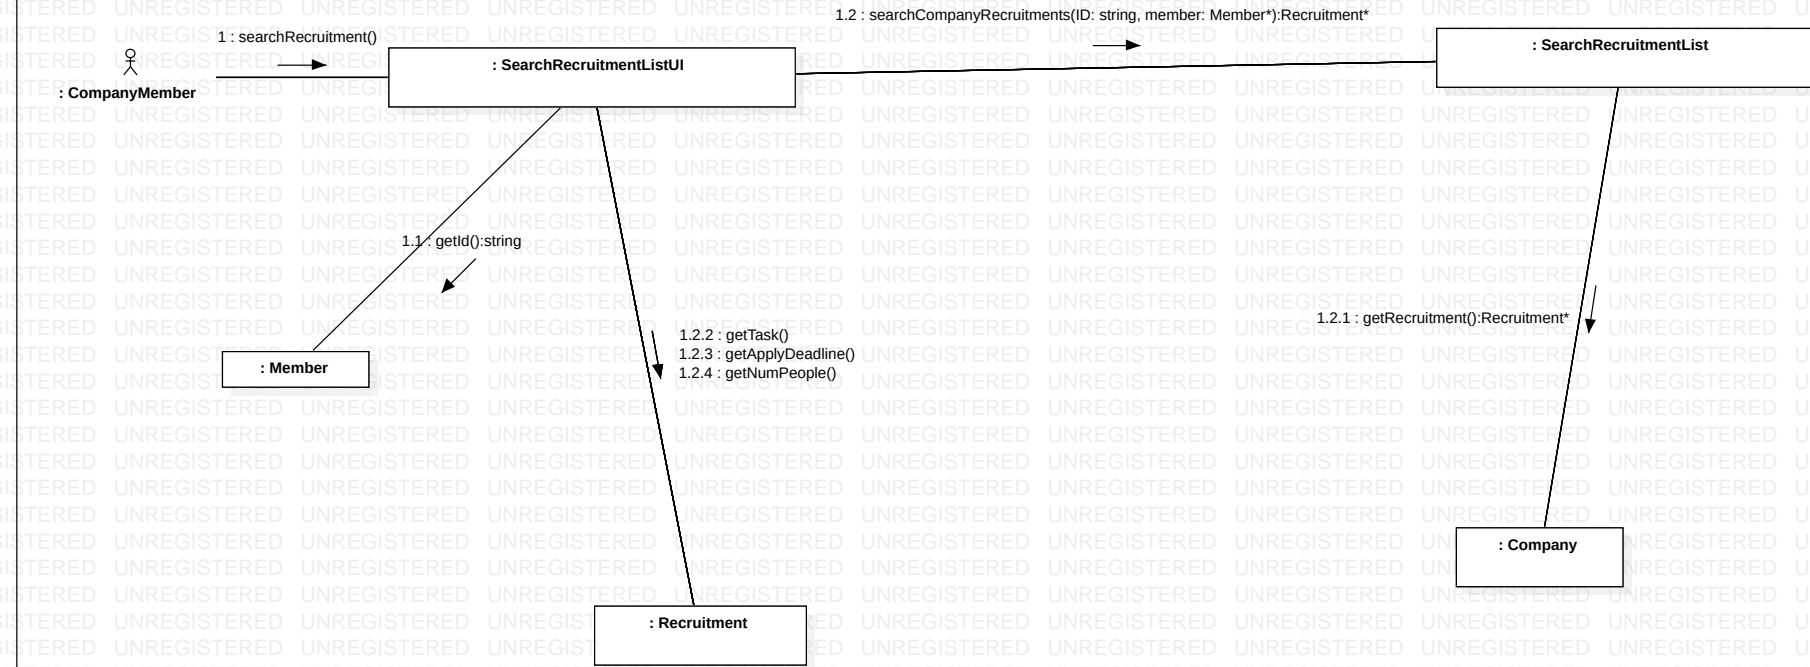 1.2 : searchCompanyRecruitments(ID: string, member: Member*):Recruitment*
1 : searchRecruitment()
: SearchRecruitmentListUI
: SearchRecruitmentList
: CompanyMember
1.1 : getId():string
1.2.1 : getRecruitment():Recruitment*
1.2.2 : getTask()
1.2.3 : getApplyDeadline()
1.2.4 : getNumPeople()
: Member
: Company
: Recruitment
UNREGISTERED